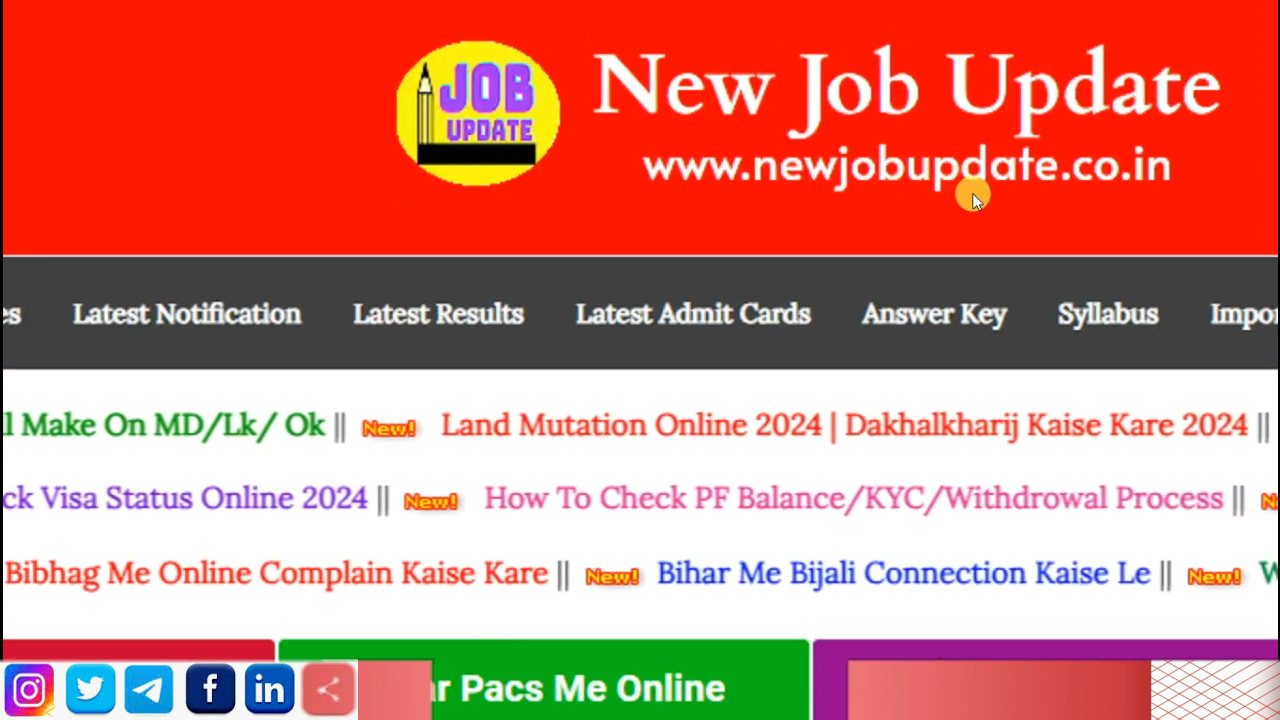 JOB
UPDATE
New Job Update
www.newjobupdate.co.in
Latest Notification Latest Results Latest Admit Cards Answer Key Syllabus
Make On MD/Lk/ Ok || New! Land Mutation Online 2024 | Dakhalkharij Kaise Kare 2024 ||
Visa Status Online 2024 || New! How To Check PF Balance/KYC/Withdrowal Process ||
Bibhag Me Online Complain Kaise Kare || New! Bihar Me Bijali Connection Kaise Le || New!
Pacs Me Online